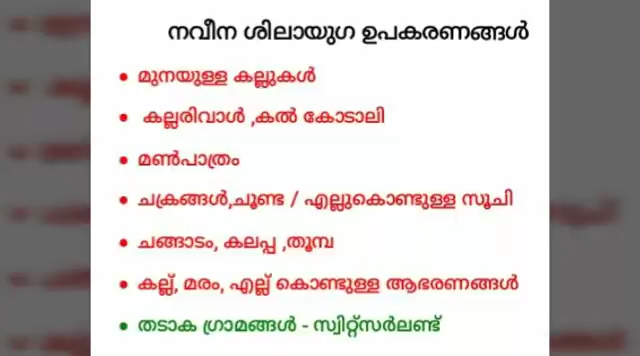 നവീന ശിലായുഗ ഉപകരണങ്ങൾ
• മുനയുള്ള കല്ലുകൾ
• കല്ലരിവാൾ ,കൽ കോടാലി
• മൺപാത്രം
• ചക്രങ്ങൾ,ചൂണ്ട / എല്ലുകൊണ്ടുള്ള സൂചി
• ചങ്ങാടം, കലപ്പ ,തൂമ്പ
• കല്ല്, മരം, എല്ല് കൊണ്ടുള്ള ആഭരണങ്ങൾ
• തടാക ഗ്രാമങ്ങൾ - സ്വിറ്റ്സർലണ്ട്